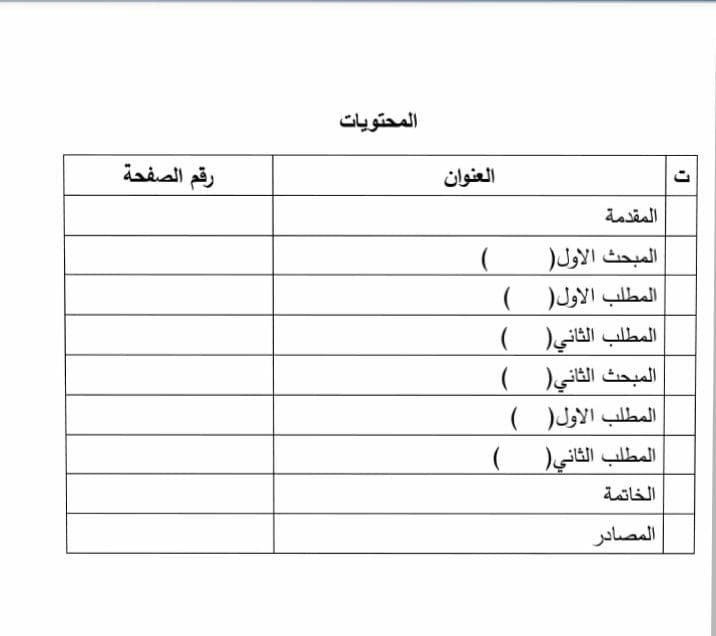 المحتويات
ت العنوان رقم الصفحة
المقدمة
المبحث الاول( )
المطلب الاول( )
المطلب الثاني( )
المبحث الثاني( )
المطلب الاول( )
المطلب الثاني( )
الخاتمة
المصادر